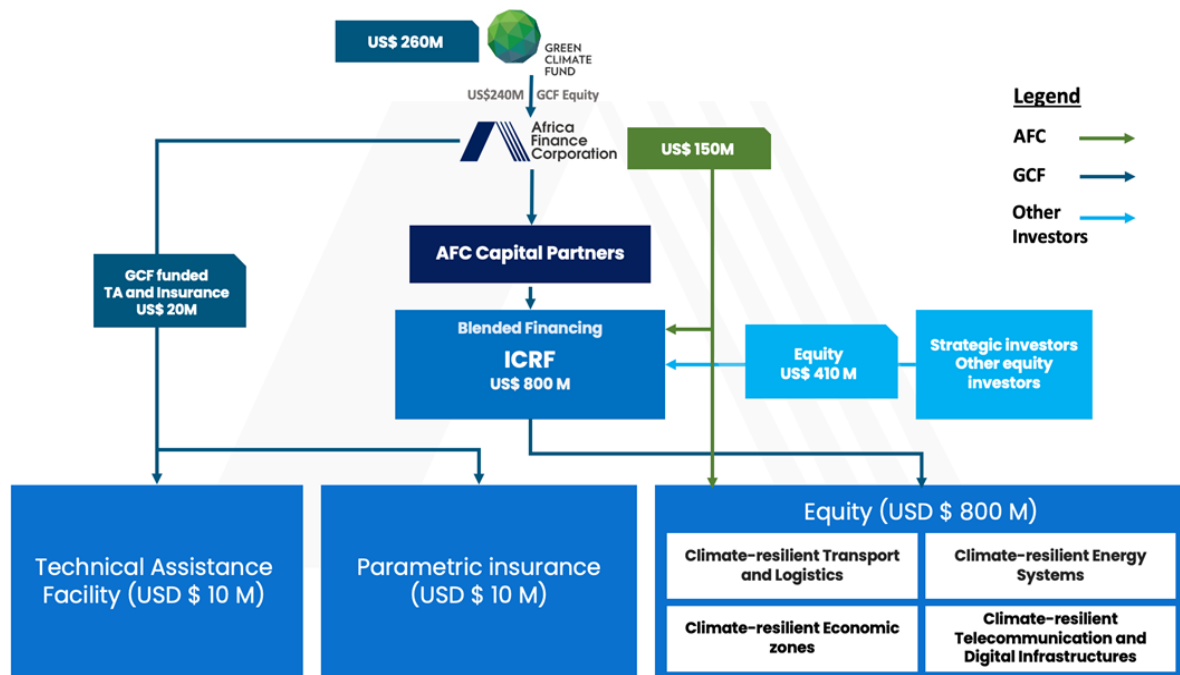 US$ 260M
GREEN
CLIMATE
FUND
US$240M
GCF Equity
Africa
Finance
Corporation
US$ 150M
Legend
AFC
GCF
Other
Investors
AFC Capital Partners
GCF funded
TA and Insurance
US$ 20M
Blended Financing
ICRF
US$ 800 M
Equity
US$ 410 M
Strategic investors
Other equity
investors
Technical Assistance
Facility (USD $ 10 M)
Parametric insurance
(USD $ 10 M)
Equity (USD $ 800 M)
Climate-resilient Transport
and Logistics
Climate-resilient Energy
Systems
Climate-resilient Economic
zones
Climate-resilient
Telecommunication and
Digital Infrastructures